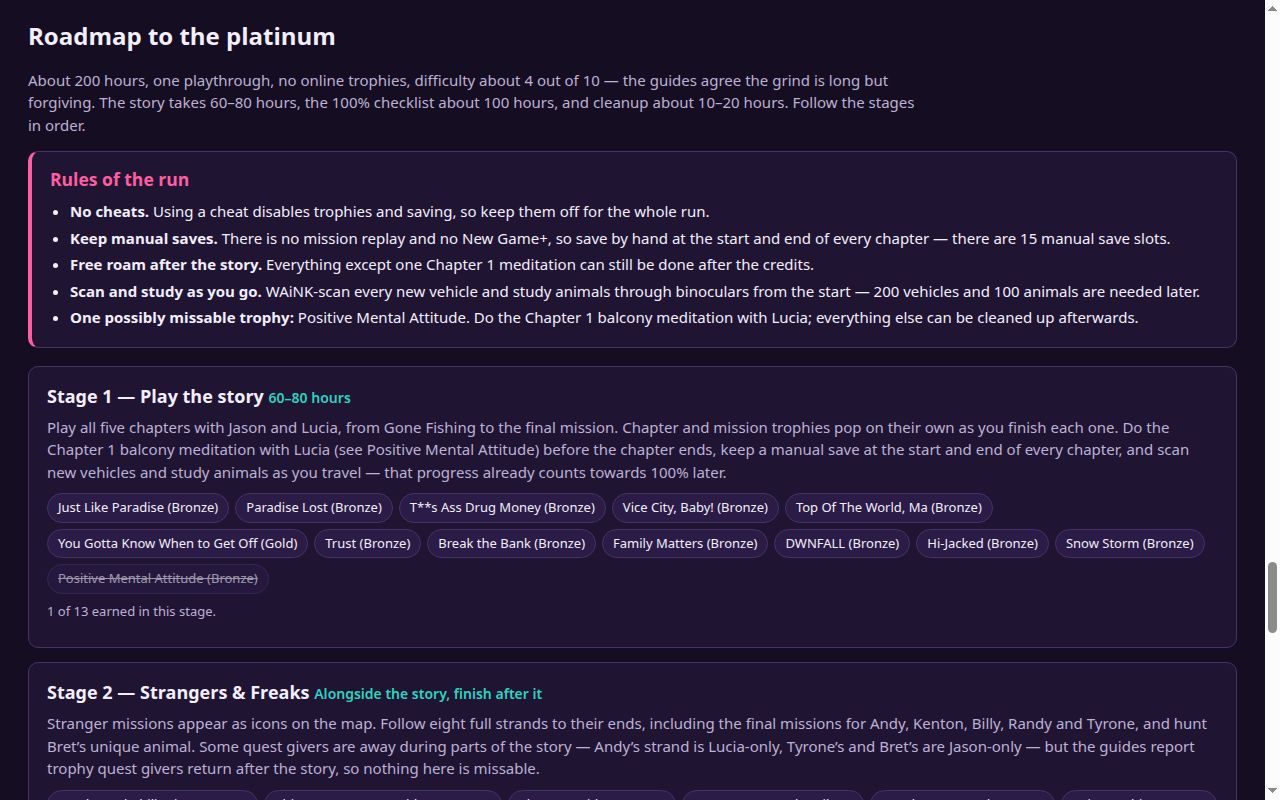 Roadmap to the platinum
About 200 hours, one playthrough, no online trophies, difficulty about 4 out of 10 — the guides agree the grind is long but
forgiving. The story takes 60–80 hours, the 100% checklist about 100 hours, and cleanup about 10–20 hours. Follow the stages
in order.
Rules of the run
• No cheats. Using a cheat disables trophies and saving, so keep them off for the whole run.
• Keep manual saves. There is no mission replay and no New Game+, so save by hand at the start and end of every chapter — there are 15 manual save slots.
• Free roam after the story. Everything except one Chapter 1 meditation can still be done after the credits.
• Scan and study as you go. WAiNK-scan every new vehicle and study animals through binoculars from the start — 200 vehicles and 100 animals are needed later.
• One possibly missable trophy: Positive Mental Attitude. Do the Chapter 1 balcony meditation with Lucia; everything else can be cleaned up afterwards.
Stage 1 — Play the story 60–80 hours
Play all five chapters with Jason and Lucia, from Gone Fishing to the final mission. Chapter and mission trophies pop on their own as you finish each one. Do the
Chapter 1 balcony meditation with Lucia (see Positive Mental Attitude) before the chapter ends, keep a manual save at the start and end of every chapter, and scan
new vehicles and study animals as you travel — that progress already counts towards 100% later.
Just Like Paradise (Bronze) Paradise Lost (Bronze) T**s Ass Drug Money (Bronze) Vice City, Baby! (Bronze) Top Of The World, Ma (Bronze)
You Gotta Know When to Get Off (Gold) Trust (Bronze) Break the Bank (Bronze) Family Matters (Bronze) DWNFALL (Bronze) Hi-Jacked (Bronze) Snow Storm (Bronze)
Positive Mental Attitude (Bronze)
1 of 13 earned in this stage.
Stage 2 — Strangers & Freaks Alongside the story, finish after it
Stranger missions appear as icons on the map. Follow eight full strands to their ends, including the final missions for Andy, Kenton, Billy, Randy and Tyrone, and hunt
Bret’s unique animal. Some quest givers are away during parts of the story — Andy’s strand is Lucia-only, Tyrone’s and Bret’s are Jason-only — but the guides report
trophy quest givers return after the story, so nothing here is missable.